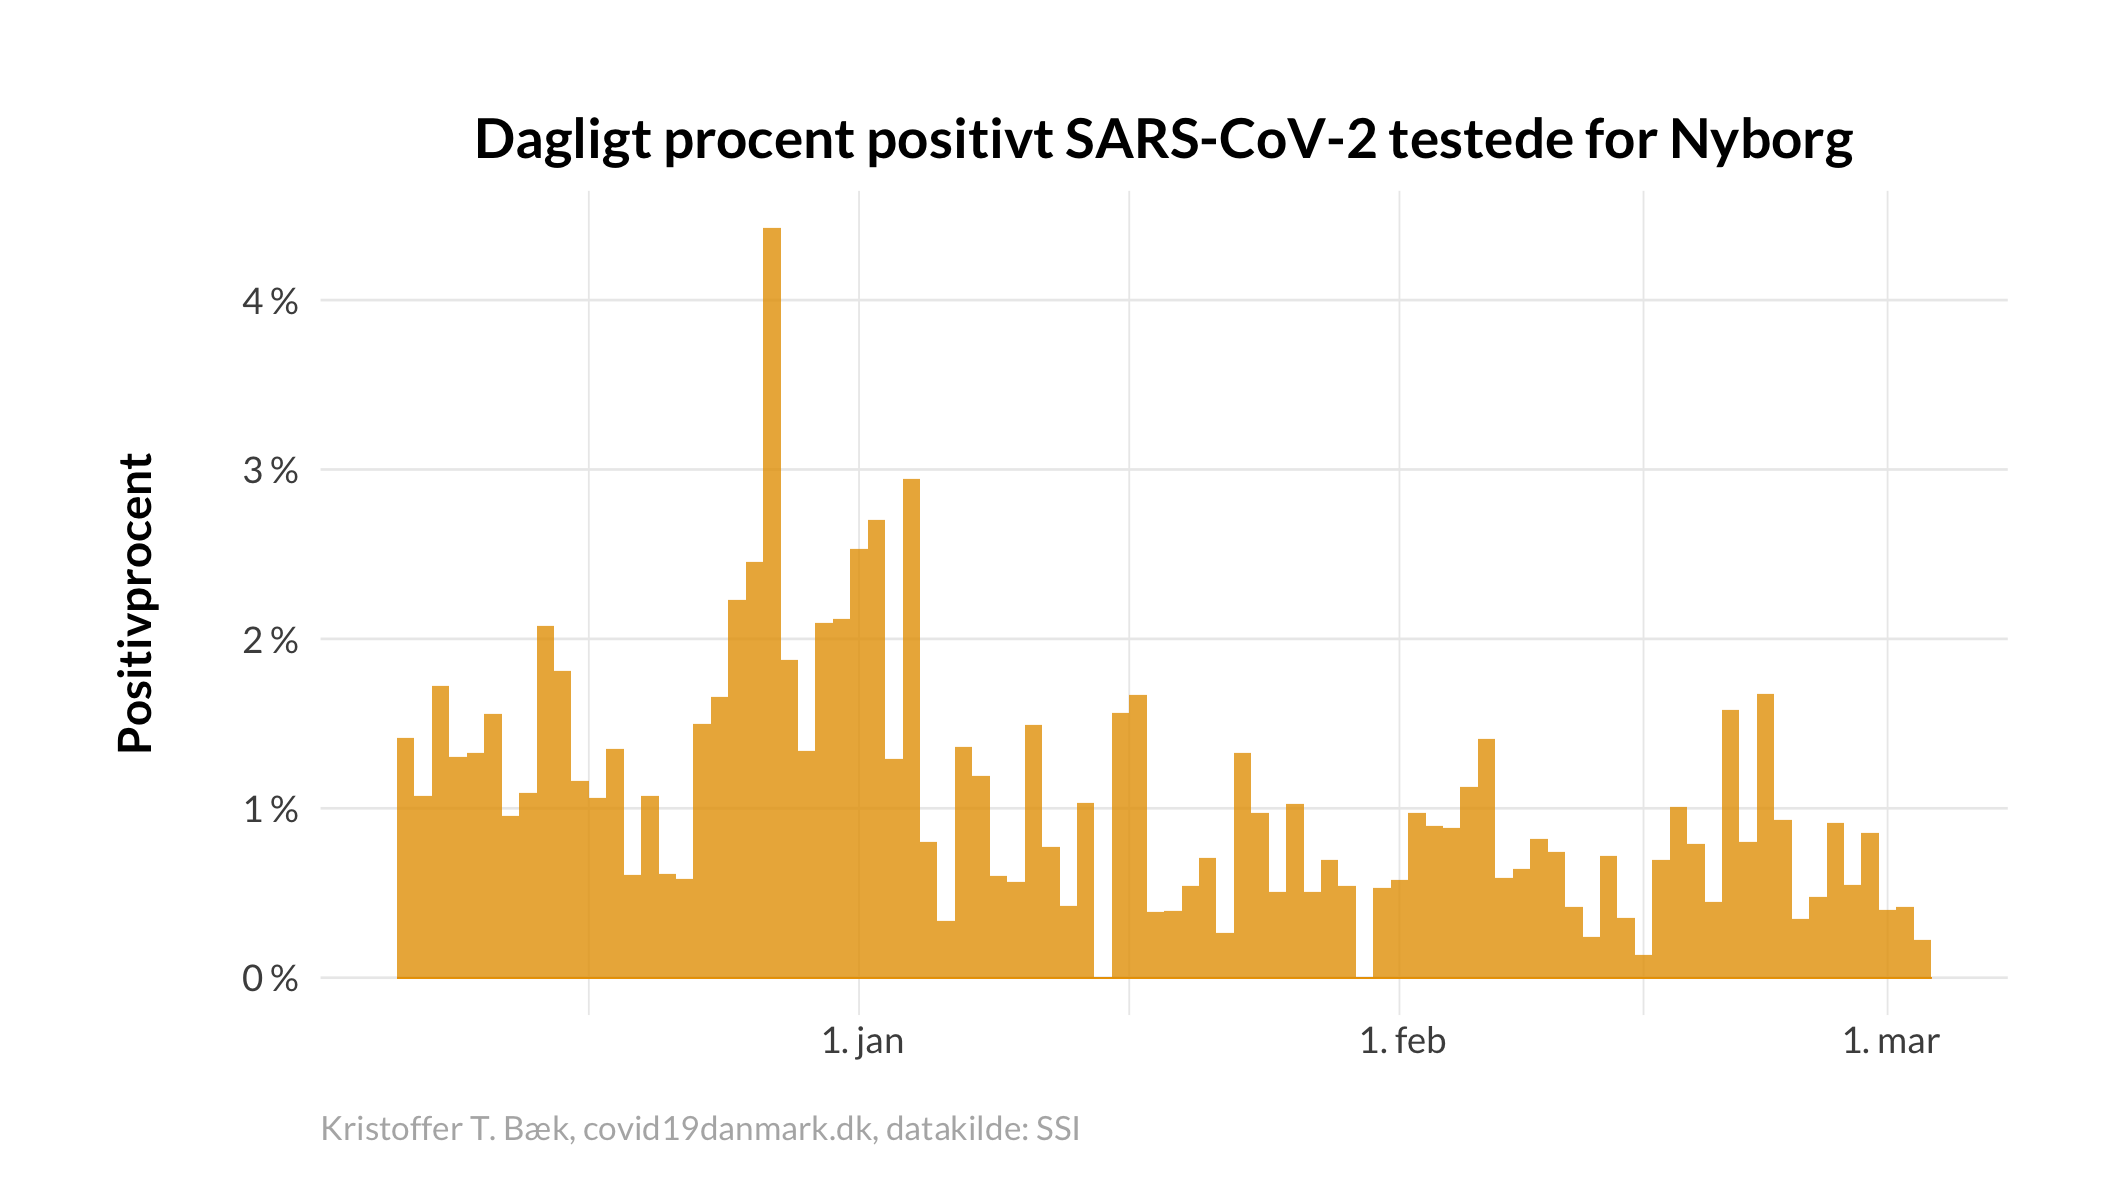 Dagligt procent positivt SARS-CoV-2 testede for Nyborg
Positivprocent
4 %
3 %
2 %
1 %
0 %
1. jan
1. feb
1. mar
Kristoffer T. Bæk, covid19danmark.dk, datakilde: SSI